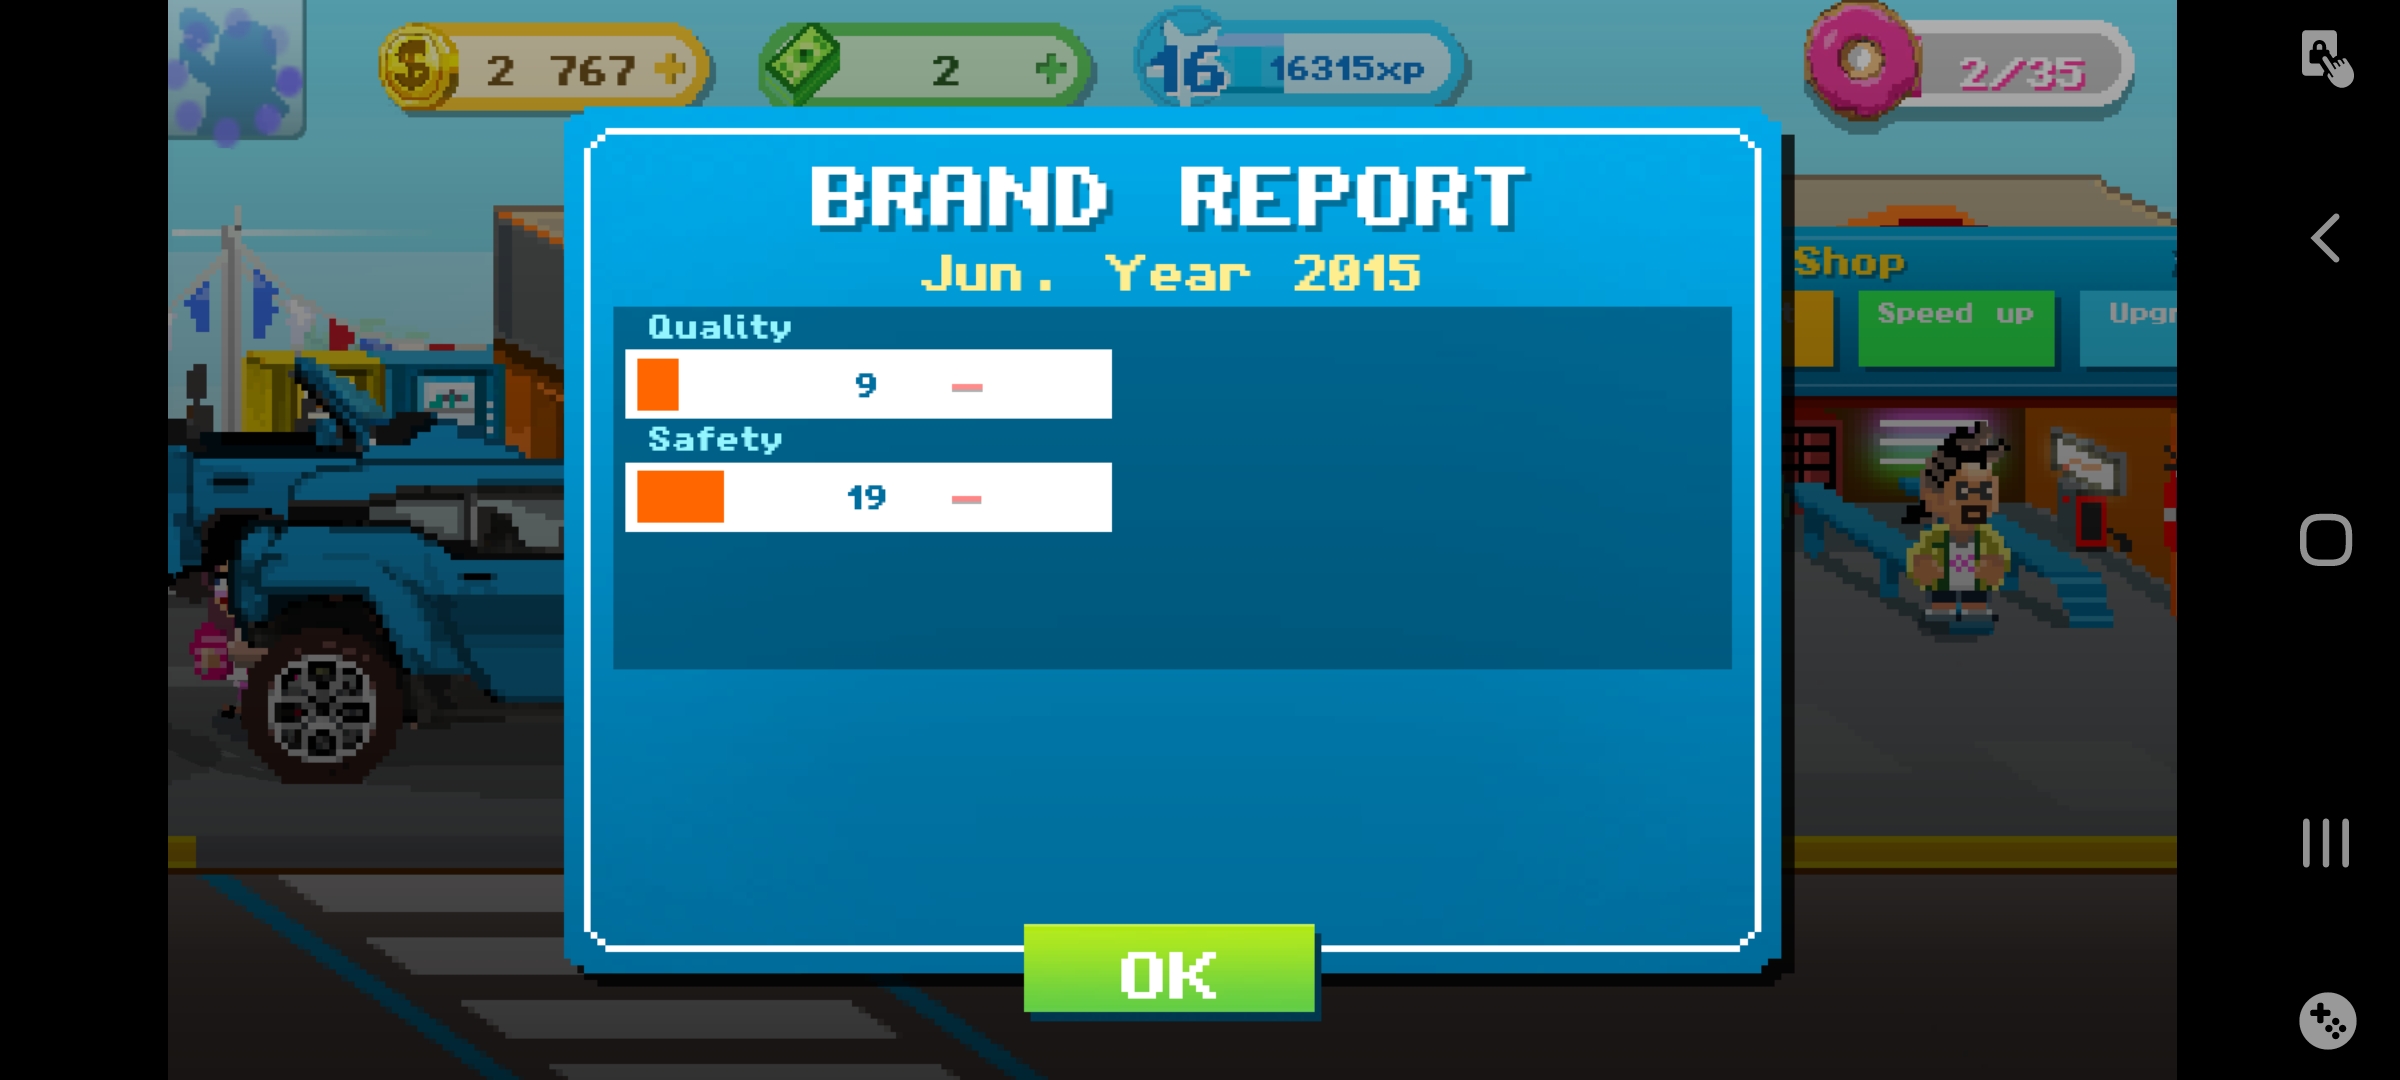 2 767 +
2 +
16 16315xp
2/35
BRAND REPORT
Jun. Year 2015
Quality
9 –
Safety
19 –
Shop
Speed up
Upgr
OK